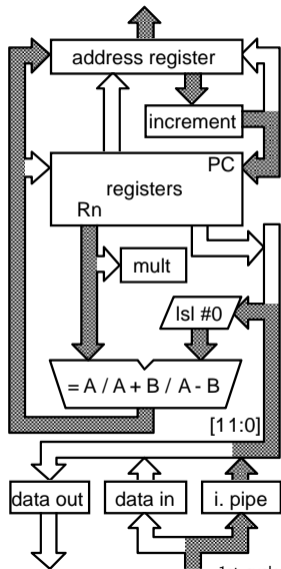 address register
increment
PC
registers
Rn
mult
lsl #0
= A / A + B / A - B
[11:0]
data out
data in
i. pipe